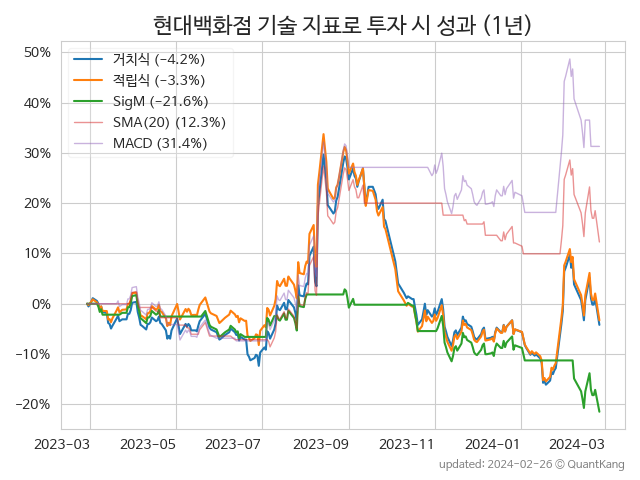 현대백화점 기술 지표로 투자 시 성과 (1년)
거치식 (−4.2%)
적립식 (−3.3%)
SigM (−21.6%)
SMA(20) (12.3%)
MACD (31.4%)
50%
40%
30%
20%
10%
0%
−10%
−20%
2023−03 2023−05 2023−07 2023−09 2023−11 2024−01 2024−03
updated: 2024−02−26 ⓒ QuantKang